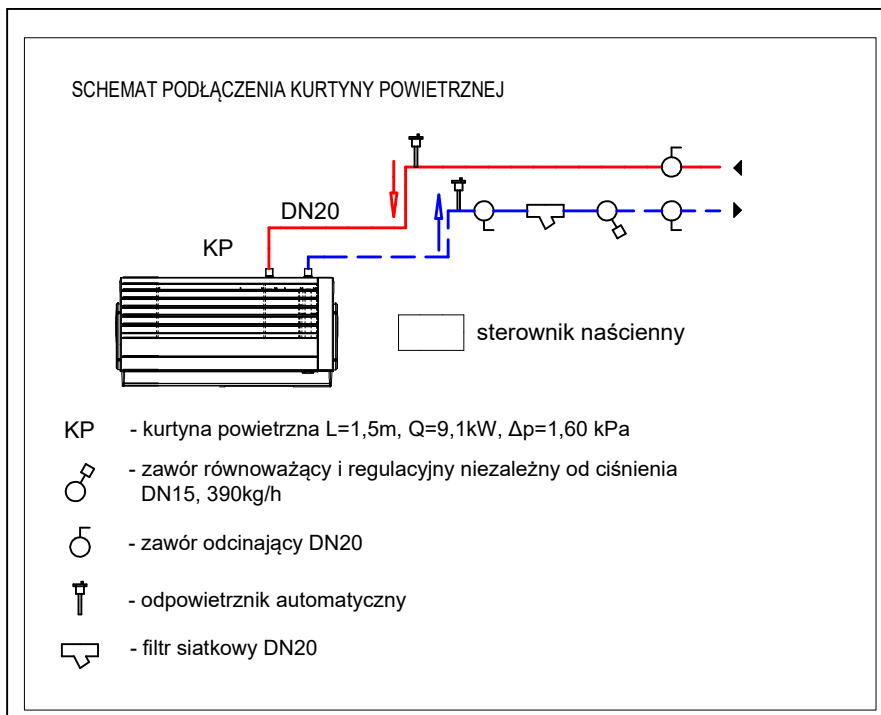 SCHEMAT PODŁĄCZENIA KURTYNY POWIETRZNEJ
DN20
KP
sterownik naścienny
KP - kurtyna powietrzna L=1,5m, Q=9,1kW, Δp=1,60 kPa
- zawór równoważący i regulacyjny niezależny od ciśnienia
DN15, 390kg/h
- zawór odcinający DN20
- odpowietrznik automatyczny
- filtr siatkowy DN20